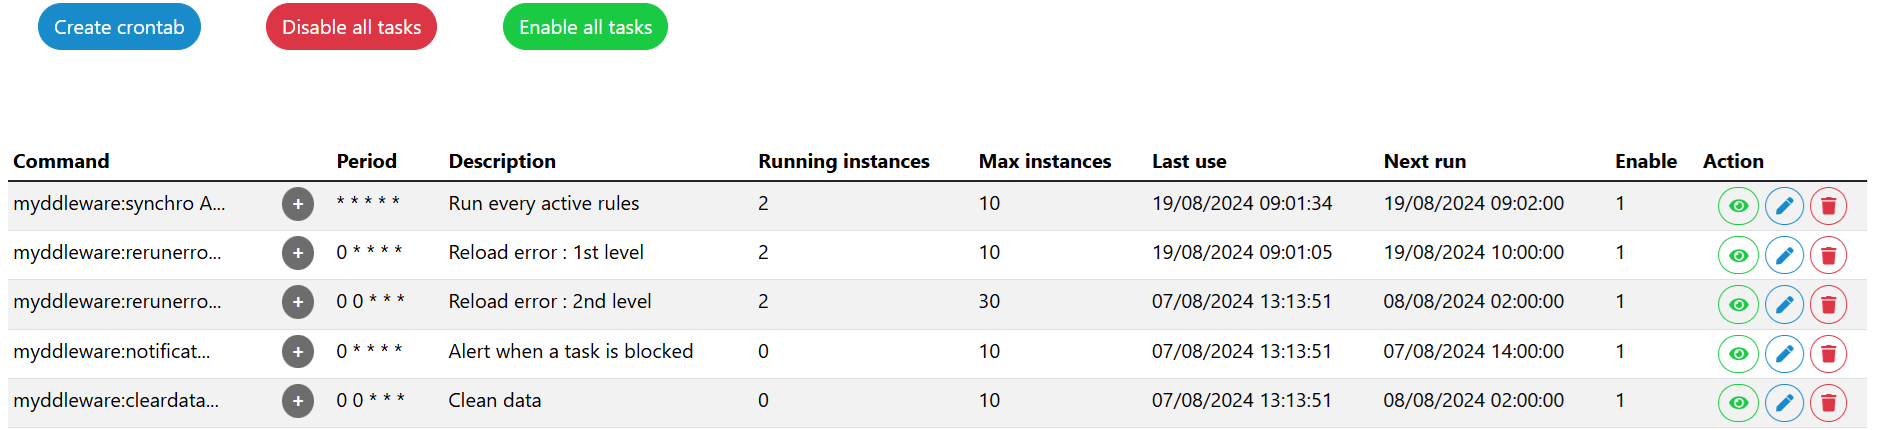 Create crontab Disable all tasks Enable all tasks
Command Period Description Running instances Max instances Last use Next run Enable Action
myddleware:synchro A... + * * * * * Run every active rules 2 10 19/08/2024 09:01:34 19/08/2024 09:02:00 1
myddleware:rerunerro... + 0 * * * * Reload error : 1st level 2 10 19/08/2024 09:01:05 19/08/2024 10:00:00 1
myddleware:rerunerro... + 0 0 * * * Reload error : 2nd level 2 30 07/08/2024 13:13:51 08/08/2024 02:00:00 1
myddleware:notificat... + 0 * * * * Alert when a task is blocked 0 10 07/08/2024 13:13:51 07/08/2024 14:00:00 1
myddleware:cleardata... + 0 0 * * * Clean data 0 10 07/08/2024 13:13:51 08/08/2024 02:00:00 1